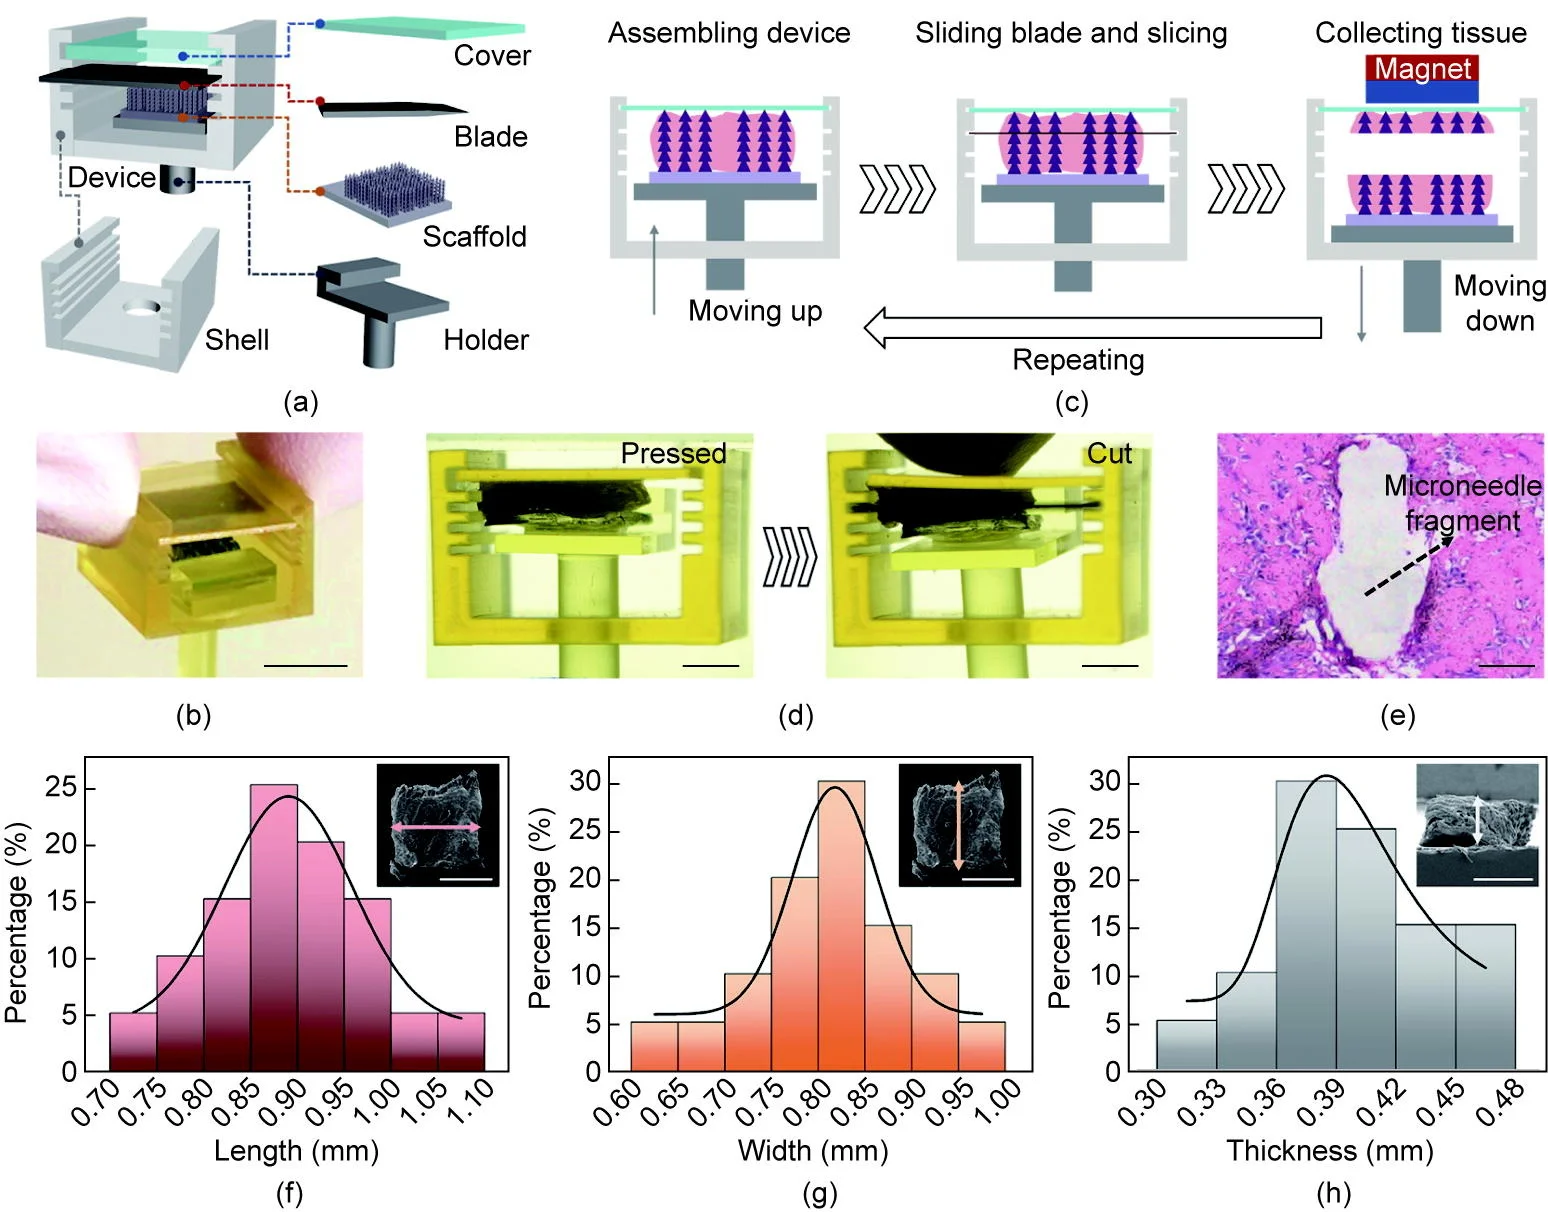 Cover
Blade
Device
Scaffold
Shell
Holder
(a)
Assembling device
Sliding blade and slicing
Collecting tissue
Magnet
Moving up
Moving
down
Repeating
(c)
(b)
Pressed
Cut
(d)
Microneedle
fragment
(e)
Percentage (%)
25
20
15
10
5
0
0.70
0.75
0.80
0.85
0.90
0.95
1.00
1.05
1.10
Length (mm)
(f)
Percentage (%)
30
25
20
15
10
5
0
0.60
0.65
0.70
0.75
0.80
0.85
0.90
0.95
1.00
Width (mm)
(g)
Percentage (%)
30
25
20
15
10
5
0
0.30
0.33
0.36
0.39
0.42
0.45
0.48
Thickness (mm)
(h)